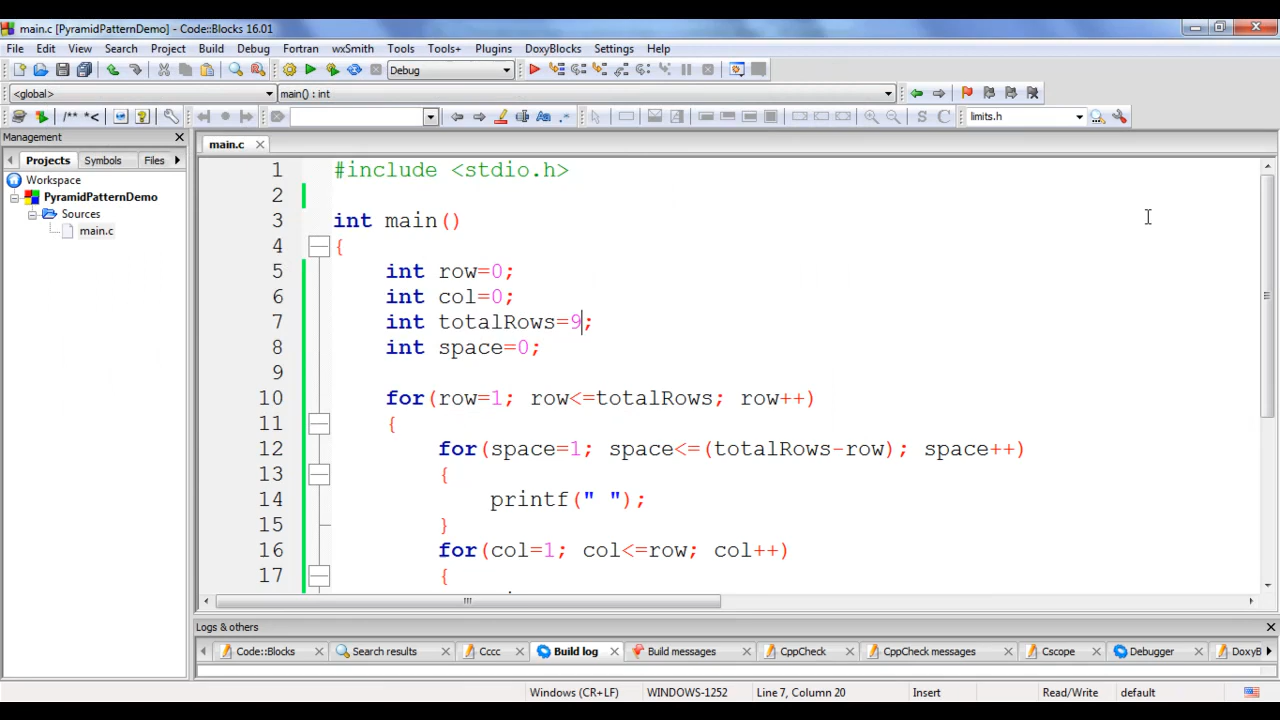 main.c [PyramidPatternDemo] - Code::Blocks 16.01
File Edit View Search Project Build Debug Fortran wxSmith Tools Tools+ Plugins DoxyBlocks Settings Help
Debug
<global> main() : int
/** *< Aa .* S C limits.h
Management
main.c
Projects Symbols Files
Workspace
PyramidPatternDemo
Sources
main.c
1 #include <stdio.h>
2
3 int main()
4 {
5 int row=0;
6 int col=0;
7 int totalRows=9;
8 int space=0;
9
10 for(row=1; row<=totalRows; row++)
11 {
12 for(space=1; space<=(totalRows-row); space++)
13 {
14 printf(" ");
15 }
16 for(col=1; col<=row; col++)
17 {
Logs & others
Code::Blocks Search results Cccc Build log Build messages CppCheck CppCheck messages Cscope Debugger DoxyB
Windows (CR+LF) WINDOWS-1252 Line 7, Column 20 Insert Read/Write default